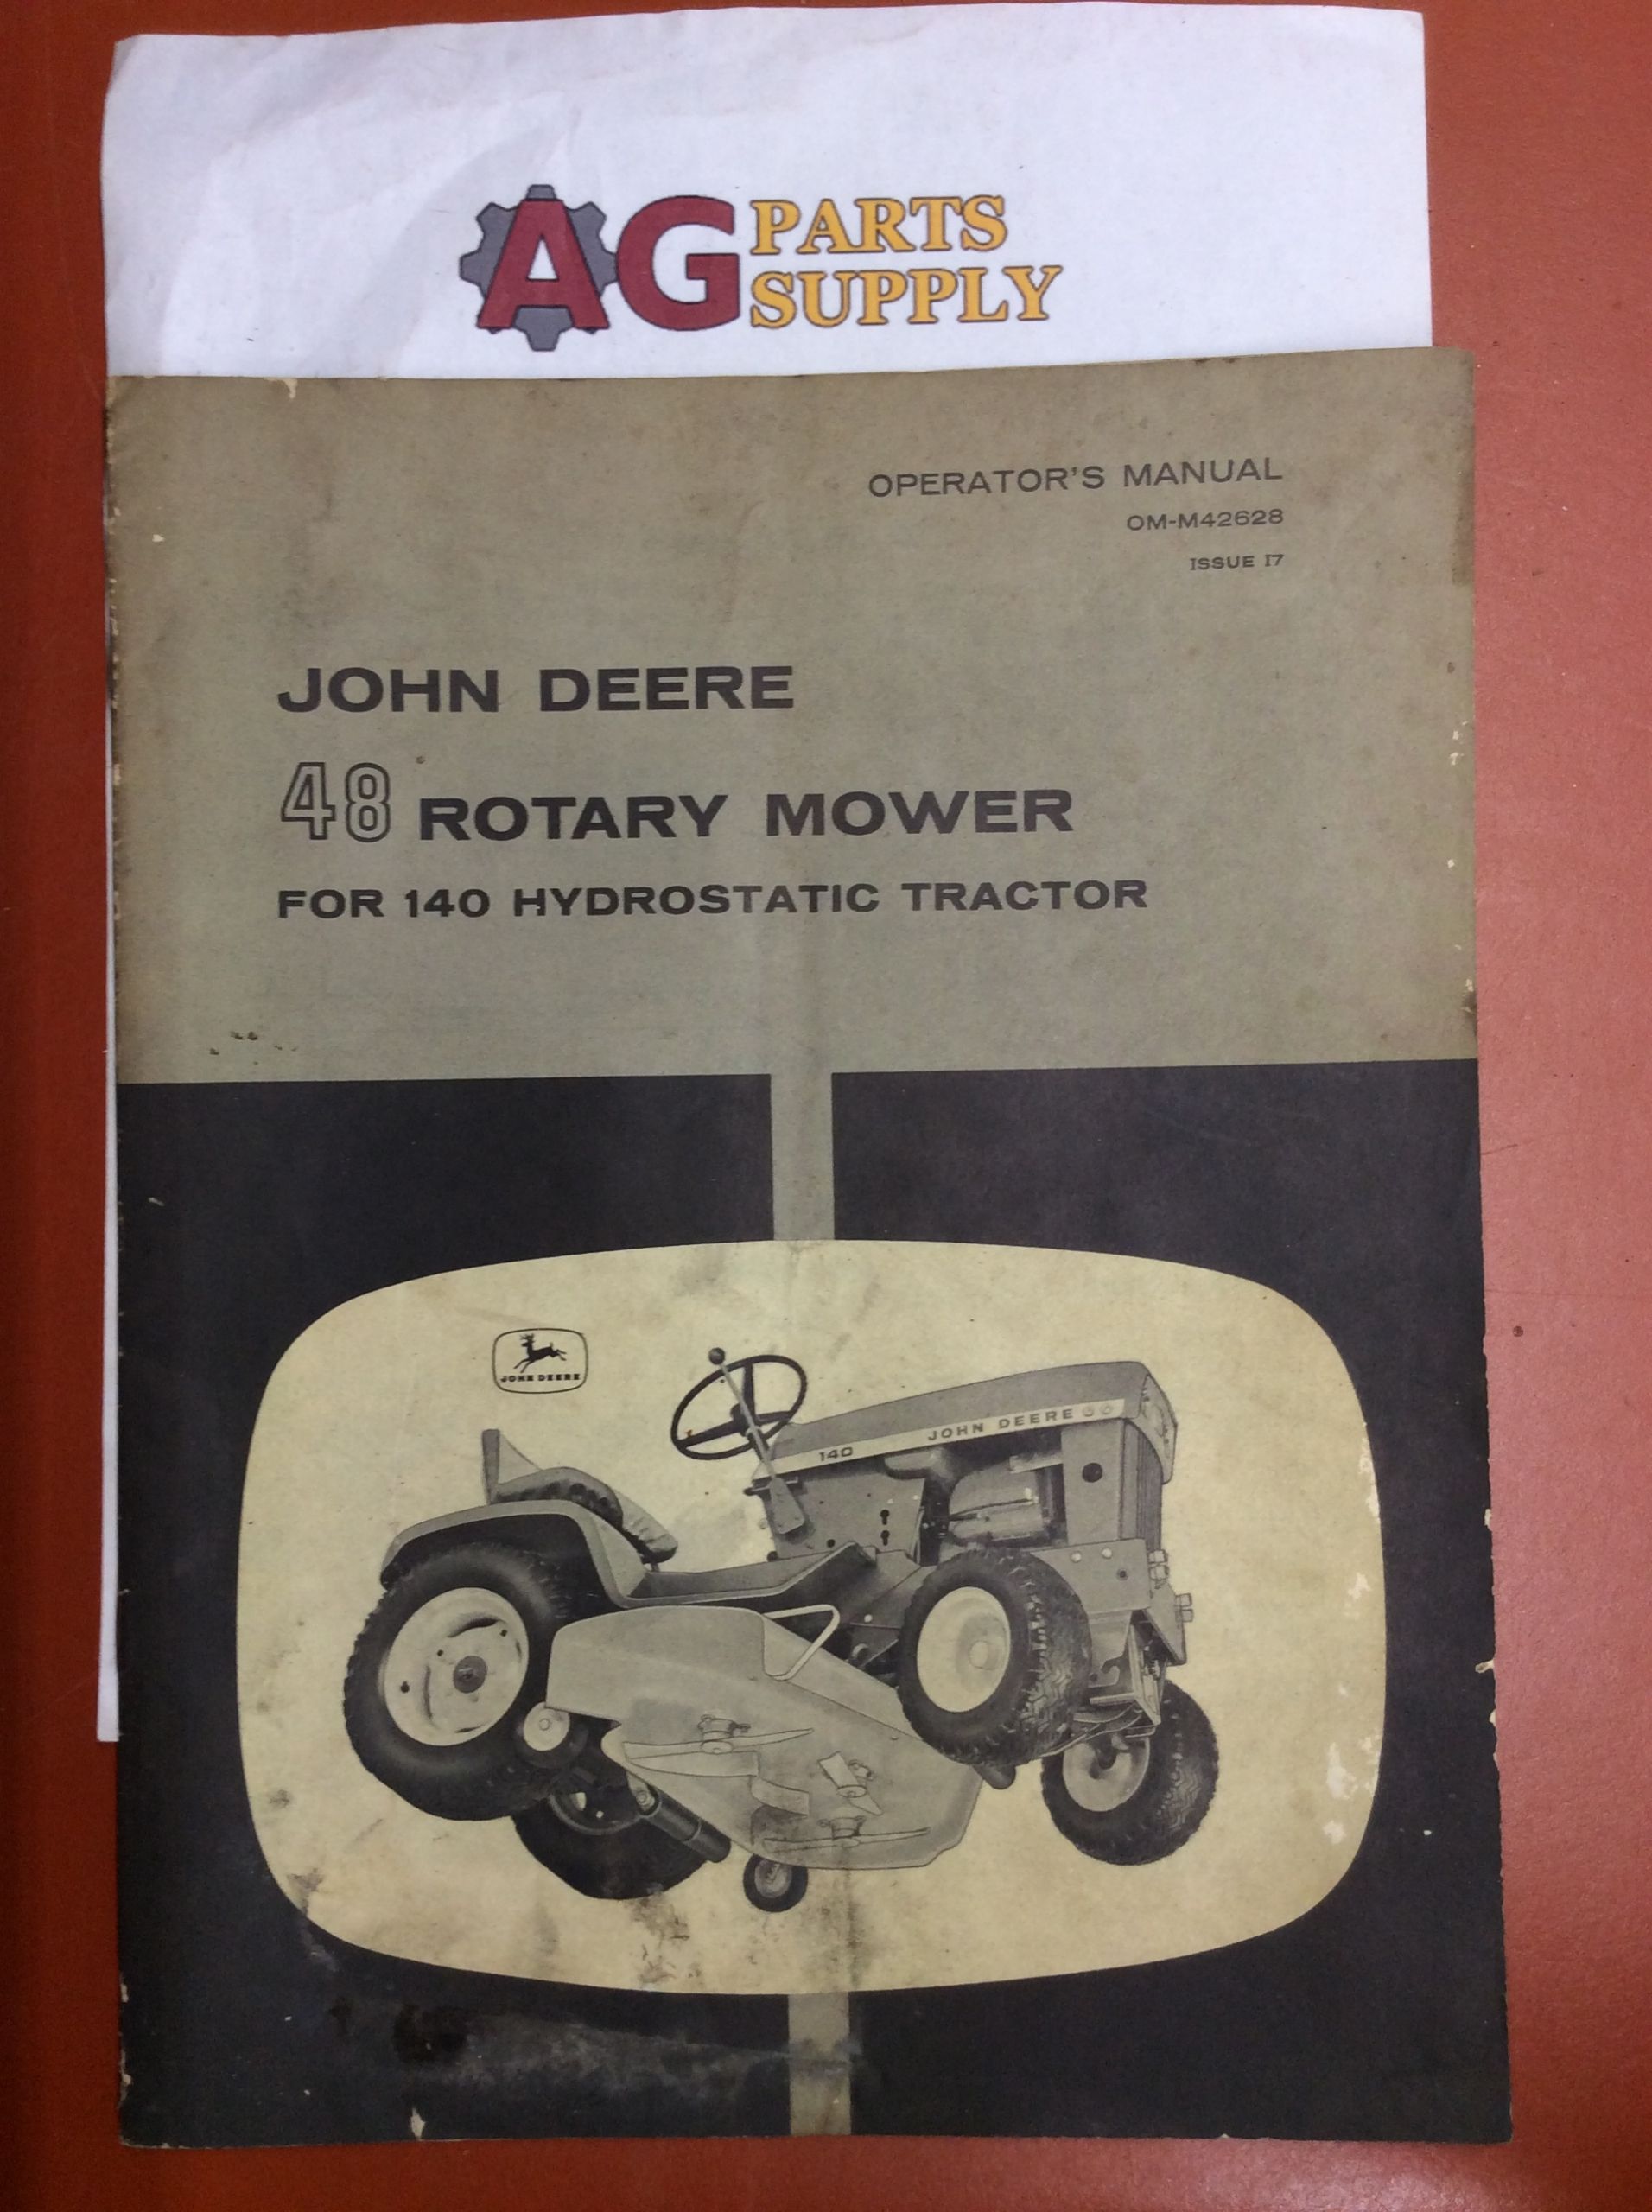 AG PARTS
SUPPLY
OPERATOR'S MANUAL
OM-M42628
ISSUE I7
JOHN DEERE
48 ROTARY MOWER
FOR 140 HYDROSTATIC TRACTOR
JOHN DEERE
140 JOHN DEERE